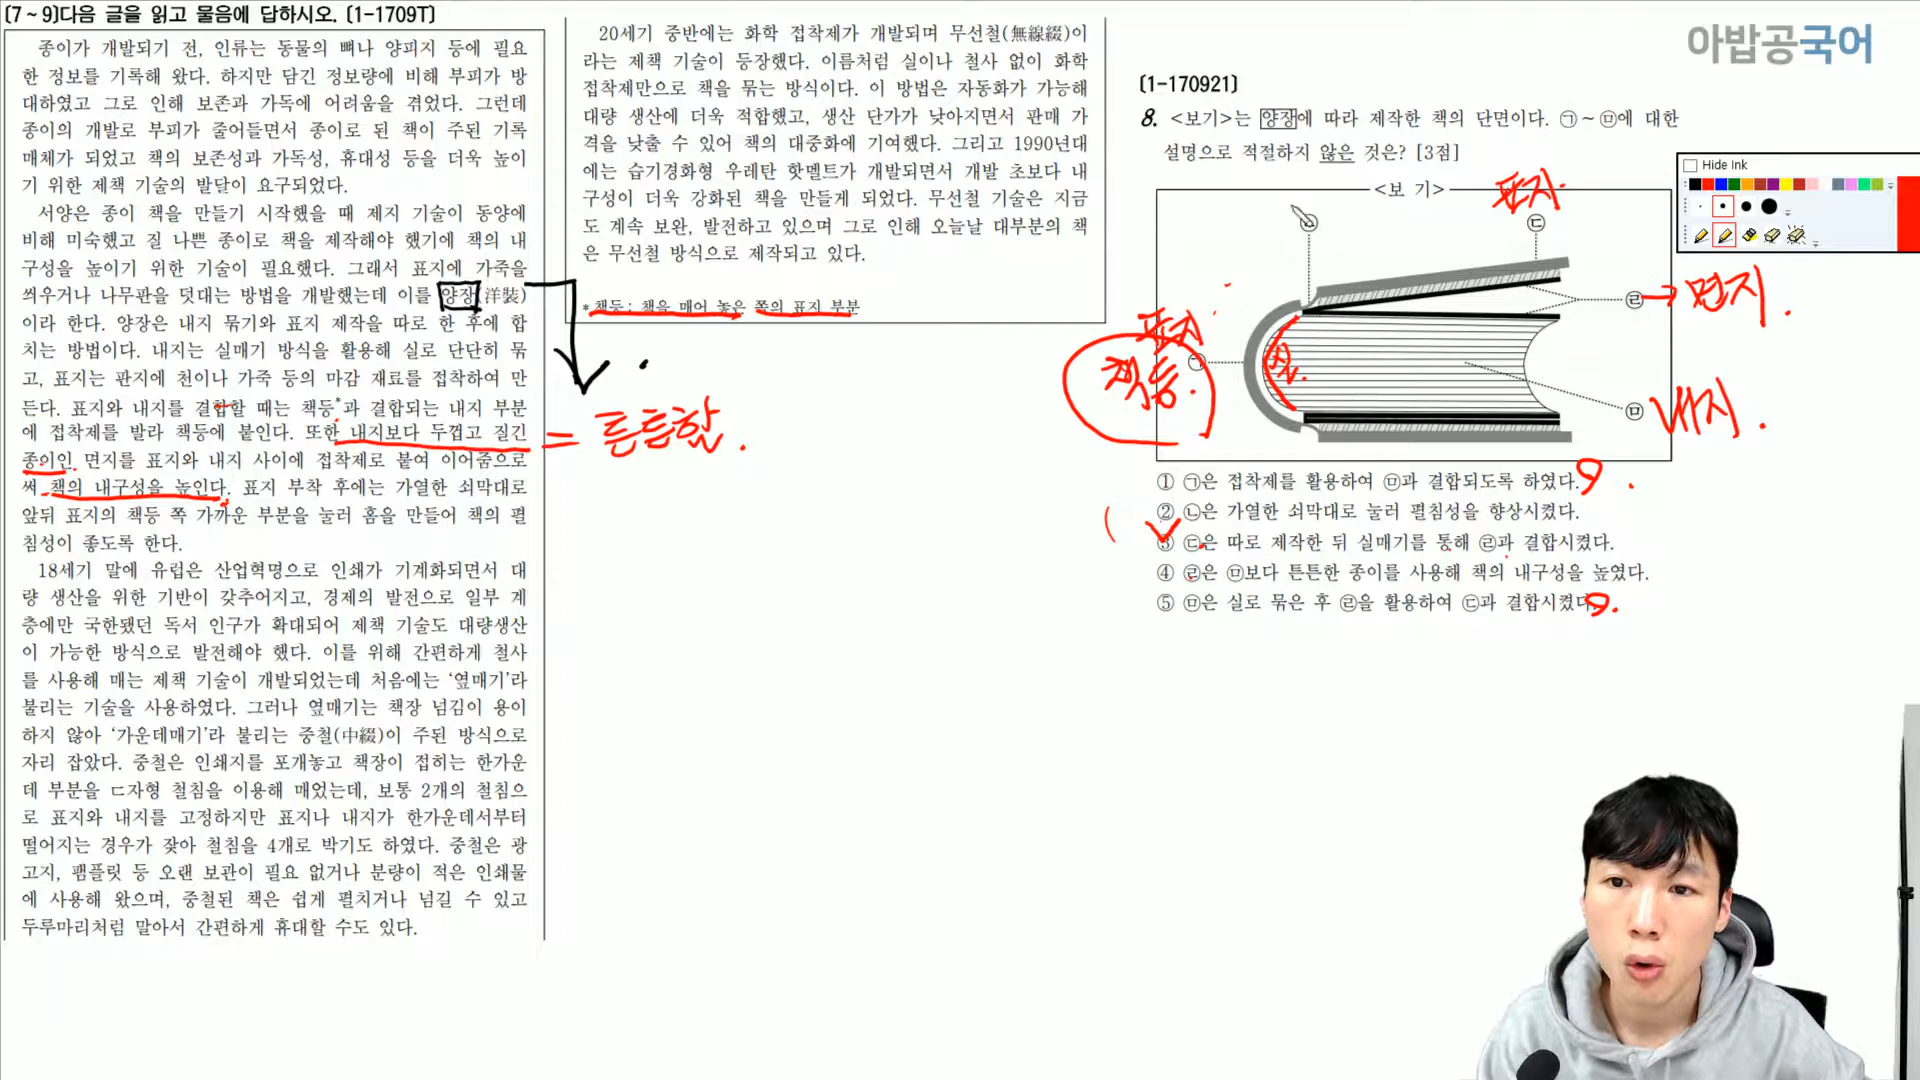 [7～9]다음 글을 읽고 물음에 답하시오. [1-1709T]
종이가 개발되기 전, 인류는 동물의 뼈나 양피지 등에 필요
한 정보를 기록해 왔다. 하지만 담긴 정보량에 비해 부피가 방
대하였고 그로 인해 보존과 가독에 어려움을 겪었다. 그런데
종이의 개발로 부피가 줄어들면서 종이로 된 책이 주된 기록
매체가 되었고 책의 보존성과 가독성, 휴대성 등을 더욱 높이
기 위한 제책 기술의 발달이 요구되었다.
서양은 종이 책을 만들기 시작했을 때 제지 기술이 동양에
비해 미숙했고 질 나쁜 종이로 책을 제작해야 했기에 책의 내
구성을 높이기 위한 기술이 필요했다. 그래서 표지에 가죽을
씌우거나 나무판을 덧대는 방법을 개발했는데 이를 양장(洋裝)
이라 한다. 양장은 내지 묶기와 표지 제작을 따로 한 후에 합
치는 방법이다. 내지는 실매기 방식을 활용해 실로 단단히 묶
고, 표지는 판지에 천이나 가죽 등의 마감 재료를 접착하여 만
든다. 표지와 내지를 결합할 때는 책등*과 결합되는 내지 부분
에 접착제를 발라 책등에 붙인다. 또한 내지보다 두껍고 질긴
종이인 면지를 표지와 내지 사이에 접착제로 붙여 이어줌으로
써 책의 내구성을 높인다. 표지 부착 후에는 가열한 쇠막대로
앞뒤 표지의 책등 쪽 가까운 부분을 눌러 홈을 만들어 책의 펼
침성이 좋도록 한다.
18세기 말에 유럽은 산업혁명으로 인쇄가 기계화되면서 대
량 생산을 위한 기반이 갖추어지고, 경제의 발전으로 일부 계
층에만 국한됐던 독서 인구가 확대되어 제책 기술도 대량생산
이 가능한 방식으로 발전해야 했다. 이를 위해 간편하게 철사
를 사용해 매는 제책 기술이 개발되었는데 처음에는 ‘옆매기’라
불리는 기술을 사용하였다. 그러나 옆매기는 책장 넘김이 용이
하지 않아 ‘가운데매기’라 불리는 중철(中綴)이 주된 방식으로
자리 잡았다. 중철은 인쇄지를 포개놓고 책장이 접히는 한가운
데 부분을 ㄷ자형 철침을 이용해 매었는데, 보통 2개의 철침으
로 표지와 내지를 고정하지만 표지나 내지가 한가운데서부터
떨어지는 경우가 잦아 철침을 4개로 박기도 하였다. 중철은 광
고지, 팸플릿 등 오랜 보관이 필요 없거나 분량이 적은 인쇄물
에 사용해 왔으며, 중철된 책은 쉽게 펼치거나 넘길 수 있고
두루마리처럼 말아서 간편하게 휴대할 수도 있다.
20세기 중반에는 화학 접착제가 개발되며 무선철(無線綴)이
라는 제책 기술이 등장했다. 이름처럼 실이나 철사 없이 화학
접착제만으로 책을 묶는 방식이다. 이 방법은 자동화가 가능해
대량 생산에 더욱 적합했고, 생산 단가가 낮아지면서 판매 가
격을 낮출 수 있어 책의 대중화에 기여했다. 그리고 1990년대
에는 습기경화형 우레탄 핫멜트가 개발되면서 개발 초보다 내
구성이 더욱 강화된 책을 만들게 되었다. 무선철 기술은 지금
도 계속 보완, 발전하고 있으며 그로 인해 오늘날 대부분의 책
은 무선철 방식으로 제작되고 있다.
*책등: 책을 매어 놓은 쪽의 표지 부분
= 튼튼할.
아밥공국어
[1-170921]
8. <보기>는 양장에 따라 제작한 책의 단면이다. ㉠～㉤에 대한
설명으로 적절하지 않은 것은? [3점]
<보 기>
표지
㉡
㉢
㉣
면지.
표지
㉠
책등.
㉤
내지.
① ㉠은 접착제를 활용하여 ㉤과 결합되도록 하였다.
② ㉡은 가열한 쇠막대로 눌러 펼침성을 향상시켰다.
③ ㉢은 따로 제작한 뒤 실매기를 통해 ㉣과 결합시켰다.
④ ㉣은 ㉤보다 튼튼한 종이를 사용해 책의 내구성을 높였다.
⑤ ㉤은 실로 묶은 후 ㉣을 활용하여 ㉢과 결합시켰다.
Hide Ink